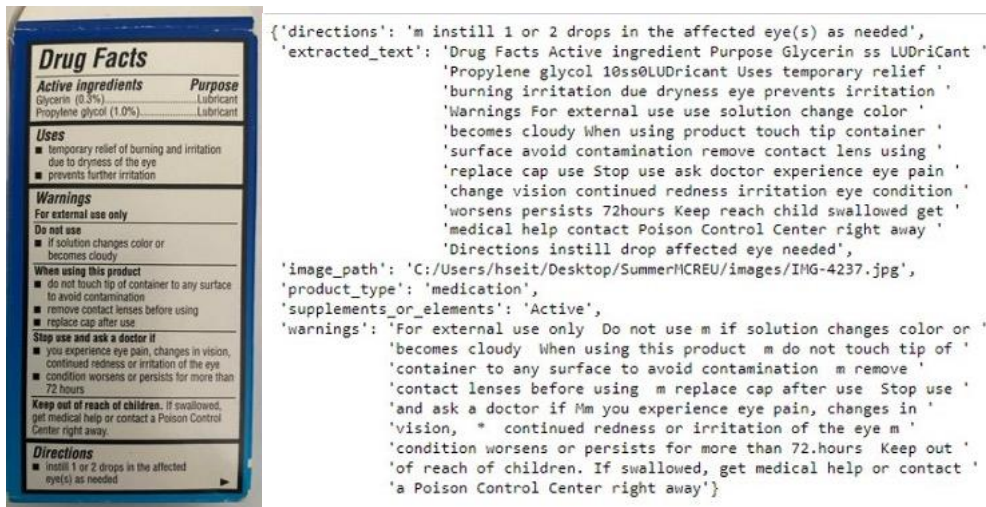 Drug Facts
Active ingredients Purpose
Glycerin (0.3%)..............................Lubricant
Propylene glycol (1.0%)....................Lubricant
Uses
■ temporary relief of burning and irritation
due to dryness of the eye
■ prevents further irritation
Warnings
For external use only
Do not use
■ if solution changes color or
becomes cloudy
When using this product
■ do not touch tip of container to any surface
to avoid contamination
■ remove contact lenses before using
■ replace cap after use
Stop use and ask a doctor if
■ you experience eye pain, changes in vision,
continued redness or irritation of the eye
■ condition worsens or persists for more than
72 hours
Keep out of reach of children. If swallowed,
get medical help or contact a Poison Control
Center right away.
Directions
■ instill 1 or 2 drops in the affected
eye(s) as needed
{'directions': 'm instill 1 or 2 drops in the affected eye(s) as needed',
'extracted_text': 'Drug Facts Active ingredient Purpose Glycerin ss LUDriCant '
'Propylene glycol 10ss0LUDricant Uses temporary relief '
'burning irritation due dryness eye prevents irritation '
'Warnings For external use use solution change color '
'becomes cloudy When using product touch tip container '
'surface avoid contamination remove contact lens using '
'replace cap use Stop use ask doctor experience eye pain '
'change vision continued redness irritation eye condition '
'worsens persists 72hours Keep reach child swallowed get '
'medical help contact Poison Control Center right away '
'Directions instill drop affected eye needed',
'image_path': 'C:/Users/hseit/Desktop/SummerMCREU/images/IMG-4237.jpg',
'product_type': 'medication',
'supplements_or_elements': 'Active',
'warnings': 'For external use only  Do not use m if solution changes color or '
'becomes cloudy  When using this product  m do not touch tip of '
'container to any surface to avoid contamination  m remove '
'contact lenses before using  m replace cap after use  Stop use '
'and ask a doctor if Mm you experience eye pain, changes in '
'vision,  *  continued redness or irritation of the eye m '
'condition worsens or persists for more than 72.hours  Keep out '
'of reach of children. If swallowed, get medical help or contact '
'a Poison Control Center right away'}